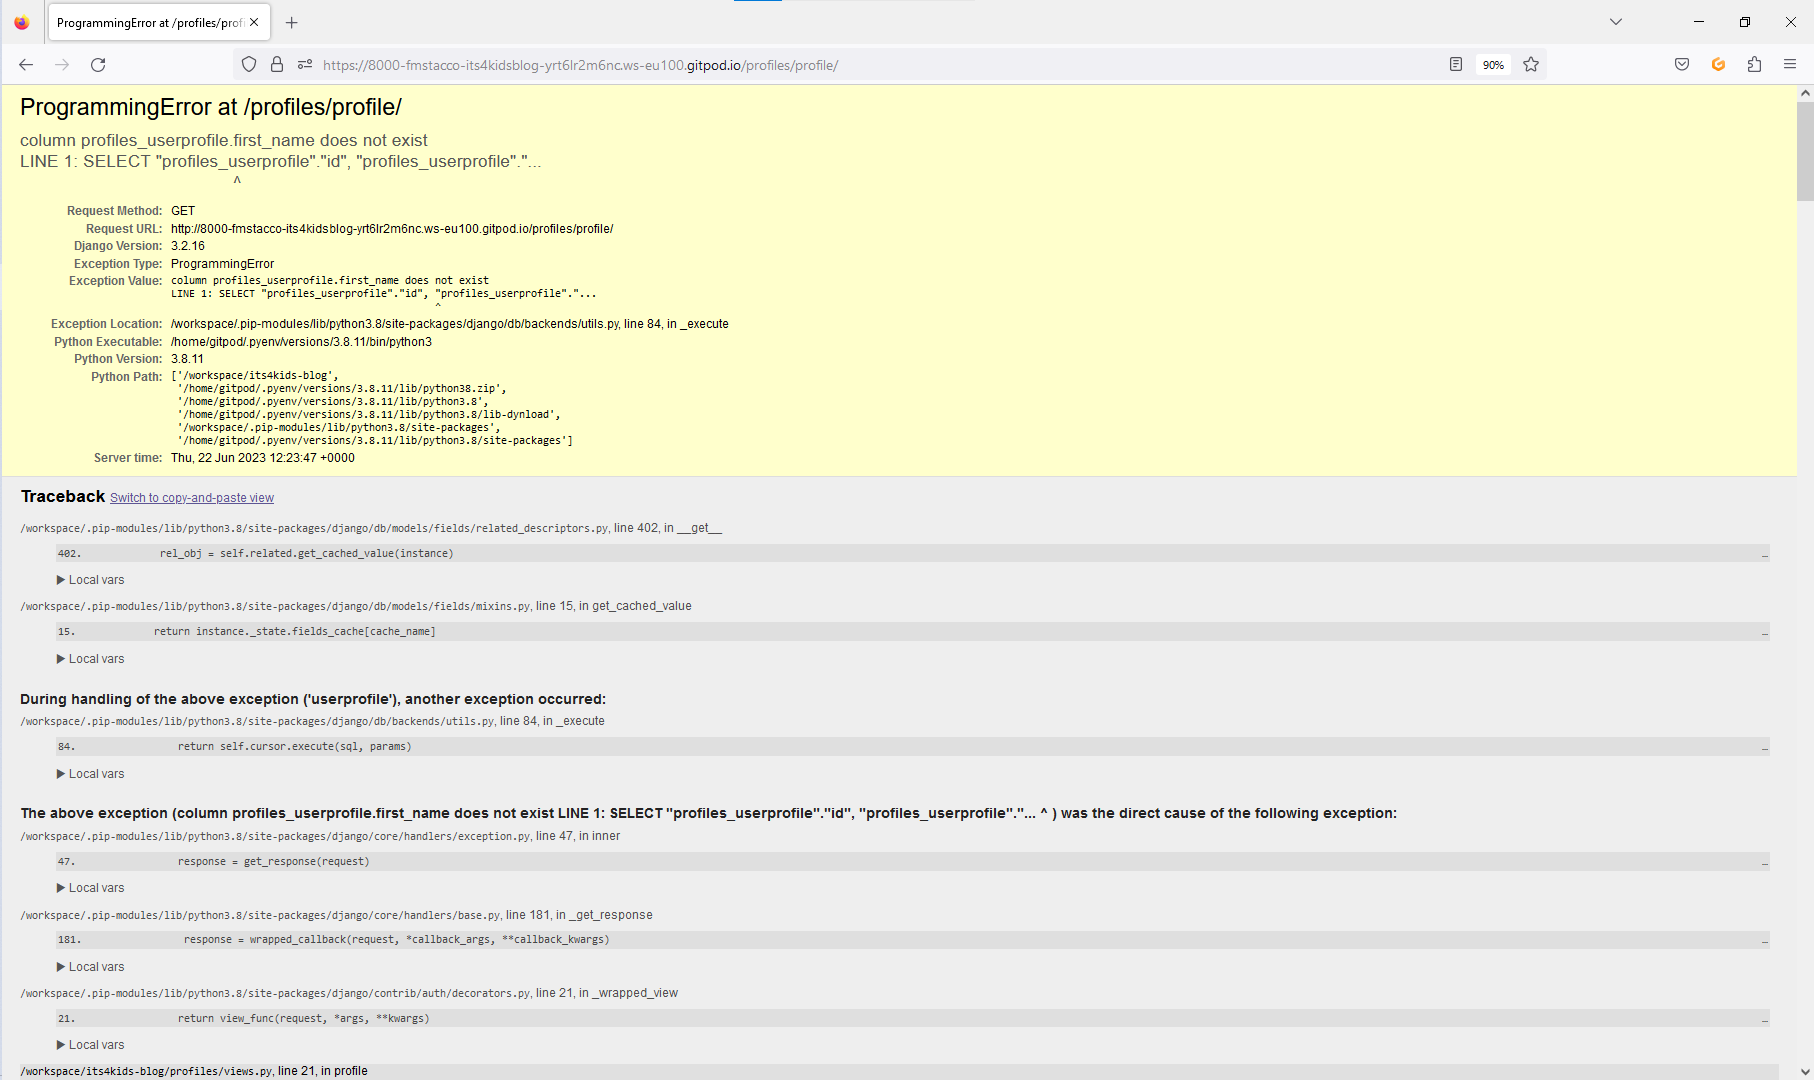 ProgrammingError at /profiles/profi
https://8000-fmstacco-its4kidsblog-yrt6lr2m6nc.ws-eu100.gitpod.io/profiles/profile/
90%
ProgrammingError at /profiles/profile/
column profiles_userprofile.first_name does not exist
LINE 1: SELECT "profiles_userprofile"."id", "profiles_userprofile"."...
^
Request Method: GET
Request URL: http://8000-fmstacco-its4kidsblog-yrt6lr2m6nc.ws-eu100.gitpod.io/profiles/profile/
Django Version: 3.2.16
Exception Type: ProgrammingError
Exception Value: column profiles_userprofile.first_name does not exist
LINE 1: SELECT "profiles_userprofile"."id", "profiles_userprofile"."...
^
Exception Location: /workspace/.pip-modules/lib/python3.8/site-packages/django/db/backends/utils.py, line 84, in _execute
Python Executable: /home/gitpod/.pyenv/versions/3.8.11/bin/python3
Python Version: 3.8.11
Python Path: ['/workspace/its4kids-blog',
'/home/gitpod/.pyenv/versions/3.8.11/lib/python38.zip',
'/home/gitpod/.pyenv/versions/3.8.11/lib/python3.8',
'/home/gitpod/.pyenv/versions/3.8.11/lib/python3.8/lib-dynload',
'/workspace/.pip-modules/lib/python3.8/site-packages',
'/home/gitpod/.pyenv/versions/3.8.11/lib/python3.8/site-packages']
Server time: Thu, 22 Jun 2023 12:23:47 +0000
Traceback Switch to copy-and-paste view
/workspace/.pip-modules/lib/python3.8/site-packages/django/db/models/fields/related_descriptors.py, line 402, in __get__
402. rel_obj = self.related.get_cached_value(instance)
▶ Local vars
/workspace/.pip-modules/lib/python3.8/site-packages/django/db/models/fields/mixins.py, line 15, in get_cached_value
15. return instance._state.fields_cache[cache_name]
▶ Local vars
During handling of the above exception ('userprofile'), another exception occurred:
/workspace/.pip-modules/lib/python3.8/site-packages/django/db/backends/utils.py, line 84, in _execute
84. return self.cursor.execute(sql, params)
▶ Local vars
The above exception (column profiles_userprofile.first_name does not exist LINE 1: SELECT "profiles_userprofile"."id", "profiles_userprofile"."... ^ ) was the direct cause of the following exception:
/workspace/.pip-modules/lib/python3.8/site-packages/django/core/handlers/exception.py, line 47, in inner
47. response = get_response(request)
▶ Local vars
/workspace/.pip-modules/lib/python3.8/site-packages/django/core/handlers/base.py, line 181, in _get_response
181. response = wrapped_callback(request, *callback_args, **callback_kwargs)
▶ Local vars
/workspace/.pip-modules/lib/python3.8/site-packages/django/contrib/auth/decorators.py, line 21, in _wrapped_view
21. return view_func(request, *args, **kwargs)
▶ Local vars
/workspace/its4kids-blog/profiles/views.py, line 21, in profile